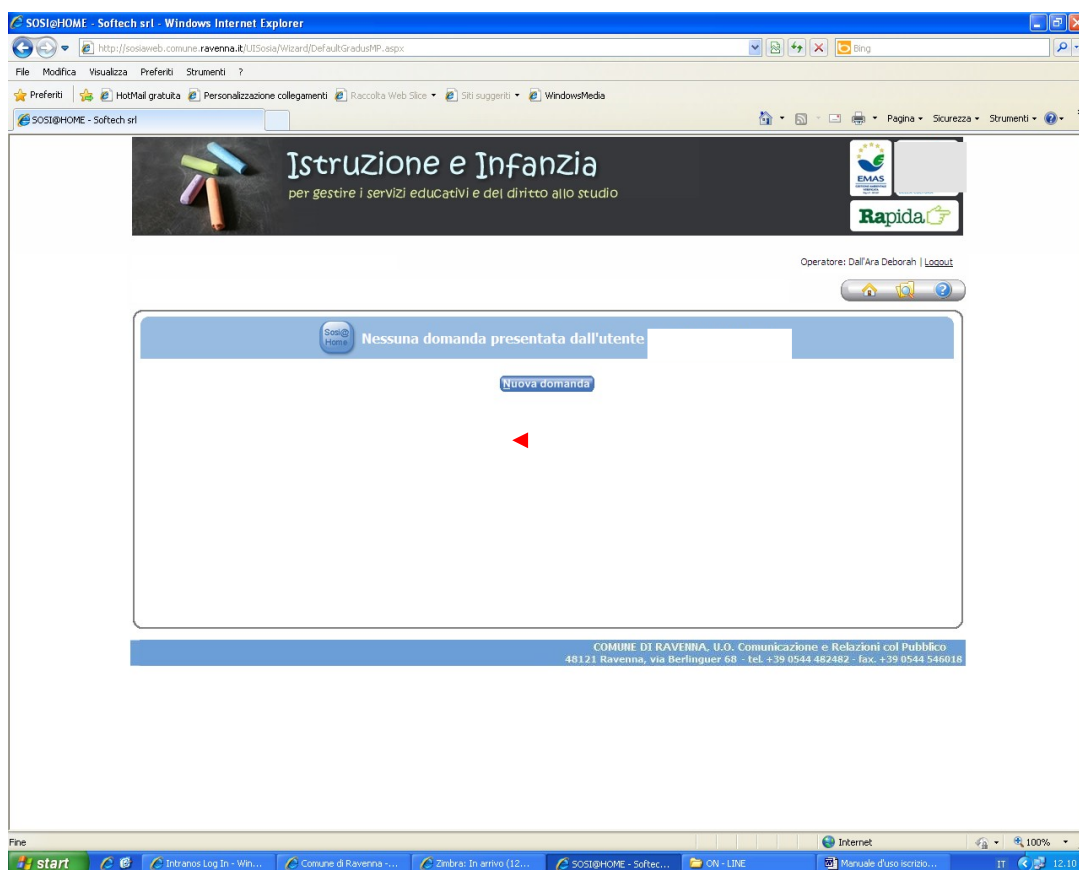 SOSI@HOME - Softech srl - Windows Internet Explorer
http://sosiaweb.comune.ravenna.it/UISosia/Wizard/DefaultGradusMP.aspx
Bing
File Modifica Visualizza Preferiti Strumenti ?
Preferiti HotMail gratuita Personalizzazione collegamenti Raccolta Web Slice Siti suggeriti WindowsMedia
SOSI@HOME - Softech srl
Pagina Sicurezza Strumenti
Istruzione e Infanzia
per gestire i servizi educativi e del diritto allo studio
EMAS
Rapida
Operatore: Dall'Ara Deborah | Logout
Sosi@ Home
Nessuna domanda presentata dall'utente
Nuova domanda
COMUNE DI RAVENNA, U.O. Comunicazione e Relazioni col Pubblico
48121 Ravenna, via Berlinguer 68 - tel. +39 0544 482482 - fax. +39 0544 546018
Fine
Internet
100%
start
Intranos Log In - Win...
Comune di Ravenna -...
Zimbra: In arrivo (12...
SOSI@HOME - Softec...
ON - LINE
Manuale d'uso iscrizio...
IT
12.10